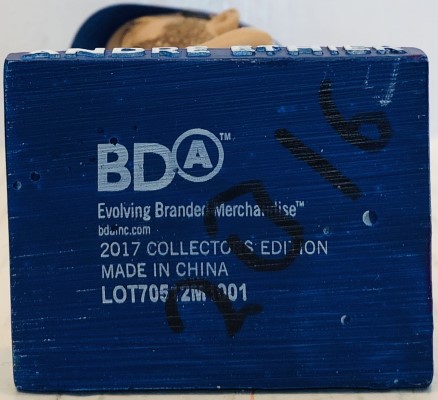 ANDRE ETHIER
BDA™
Evolving Branded Merchandise™
bdainc.com
2017 COLLECTORS EDITION
MADE IN CHINA
2016